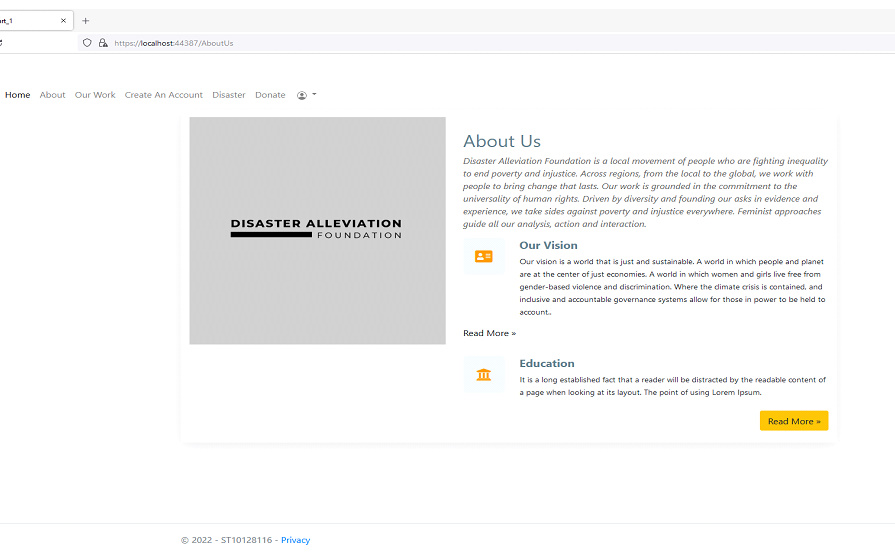 https://localhost:44387/AboutUs
Home About Our Work Create An Account Disaster Donate
DISASTER ALLEVIATION
FOUNDATION
About Us
Disaster Alleviation Foundation is a local movement of people who are fighting inequality
to end poverty and injustice. Across regions, from the local to the global, we work with
people to bring change that lasts. Our work is grounded in the commitment to the
universality of human rights. Driven by diversity and founding our asks in evidence and
experience, we take sides against poverty and injustice everywhere. Feminist approaches
guide all our analysis, action and interaction.
Our Vision
Our vision is a world that is just and sustainable. A world in which people and planet
are at the center of just economies. A world in which women and girls live free from
gender-based violence and discrimination. Where the climate crisis is contained, and
inclusive and accountable governance systems allow for those in power to be held to
account..
Read More »
Education
It is a long established fact that a reader will be distracted by the readable content of
a page when looking at its layout. The point of using Lorem Ipsum.
Read More »
© 2022 - ST10128116 - Privacy